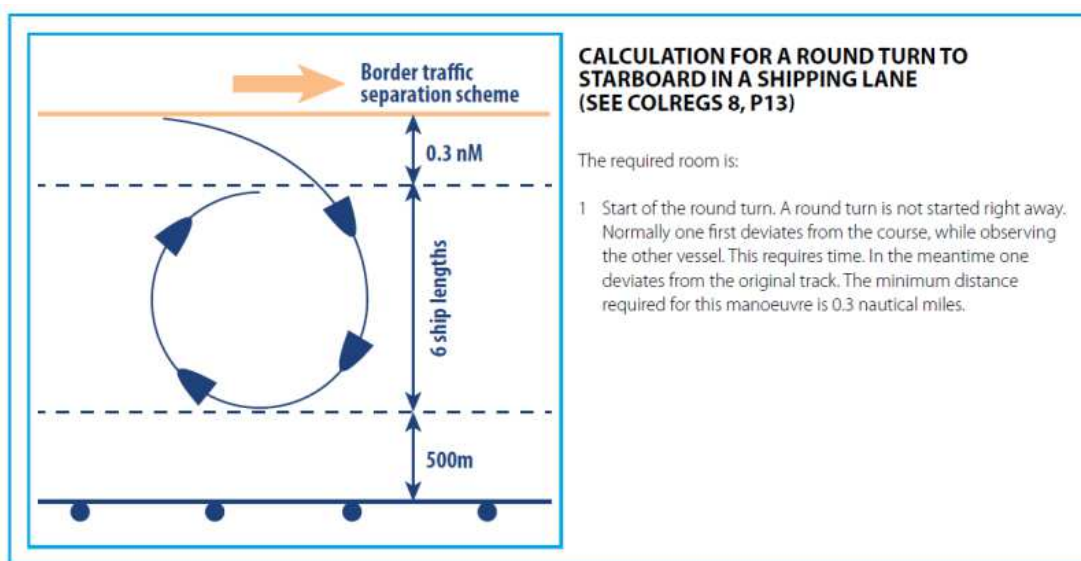 Border traffic
separation scheme
0.3 nM
6 ship lengths
500m
CALCULATION FOR A ROUND TURN TO
STARBOARD IN A SHIPPING LANE
(SEE COLREGS 8, P13)
The required room is:
1 Start of the round turn. A round turn is not started right away.
Normally one first deviates from the course, while observing
the other vessel. This requires time. In the meantime one
deviates from the original track. The minimum distance
required for this manoeuvre is 0.3 nautical miles.